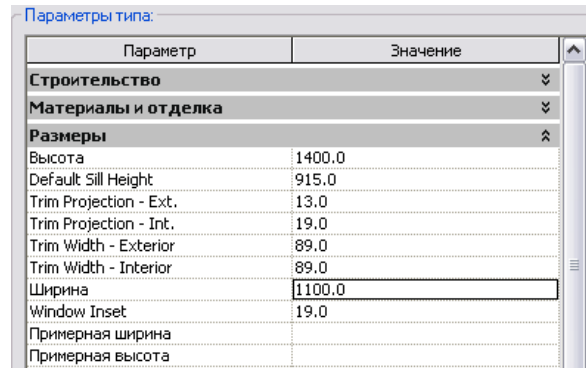 Параметры типа:
Параметр Значение
Строительство
Материалы и отделка
Размеры
Высота 1400.0
Default Sill Height 915.0
Trim Projection - Ext. 13.0
Trim Projection - Int. 19.0
Trim Width - Exterior 89.0
Trim Width - Interior 89.0
Ширина 1100.0
Window Inset 19.0
Примерная ширина
Примерная высота